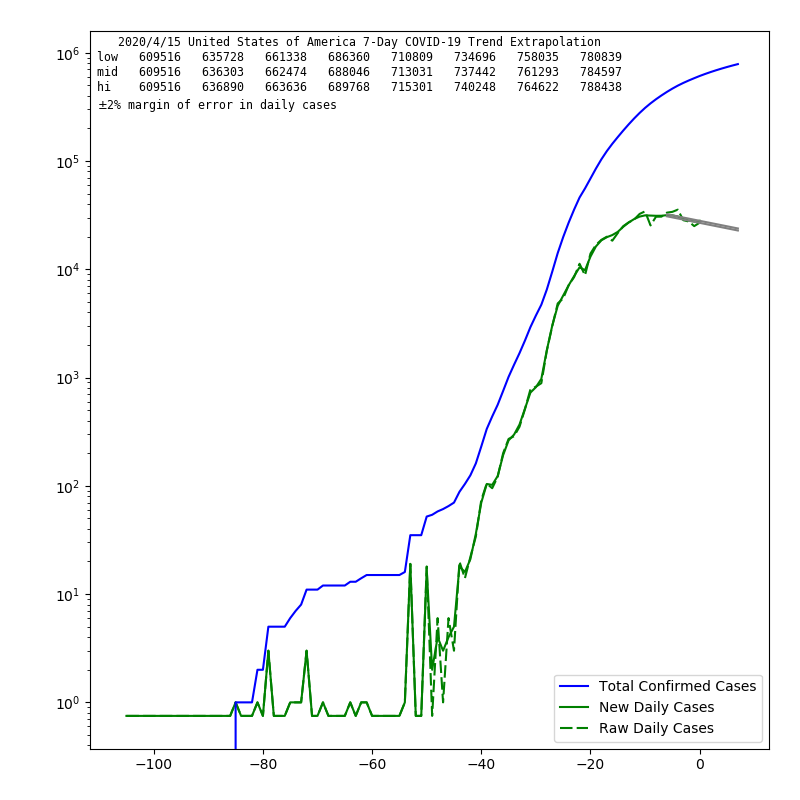 2020/4/15 United States of America 7-Day COVID-19 Trend Extrapolation
low 609516 635728 661338 686360 710809 734696 758035 780839
mid 609516 636303 662474 688046 713031 737442 761293 784597
hi 609516 636890 663636 689768 715301 740248 764622 788438
±2% margin of error in daily cases
10⁶
10⁵
10⁴
10³
10²
10¹
10⁰
Total Confirmed Cases
New Daily Cases
Raw Daily Cases
−100 −80 −60 −40 −20 0